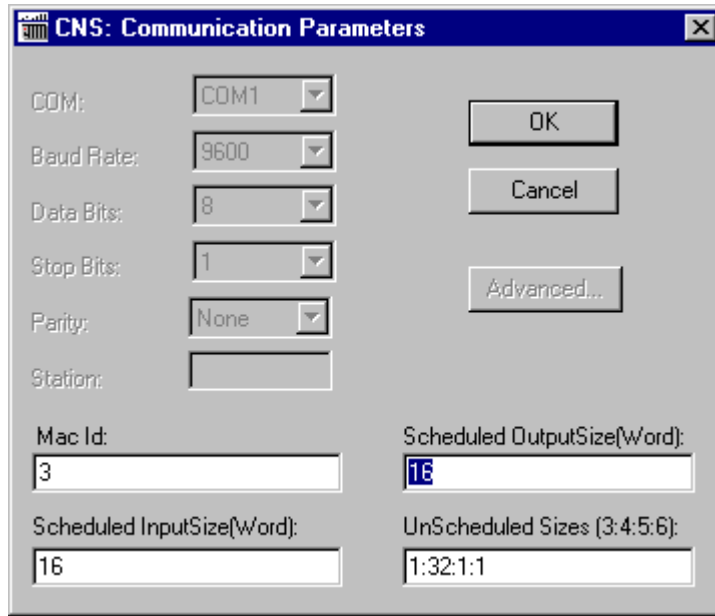 CNS: Communication Parameters
COM: COM1
Baud Rate: 9600
Data Bits: 8
Stop Bits: 1
Parity: None
Station:
OK
Cancel
Advanced...
Mac Id:
3
Scheduled OutputSize(Word):
16
Scheduled InputSize(Word):
16
UnScheduled Sizes (3:4:5:6):
1:32:1:1